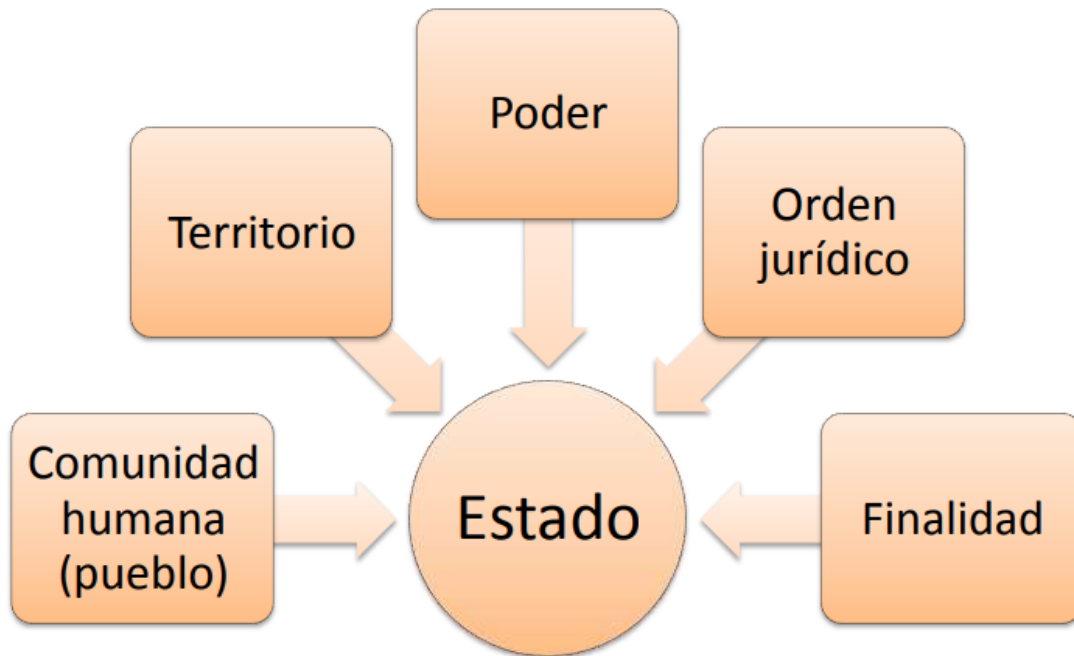 Poder
Territorio
Orden
jurídico
Comunidad
humana
(pueblo)
Estado
Finalidad